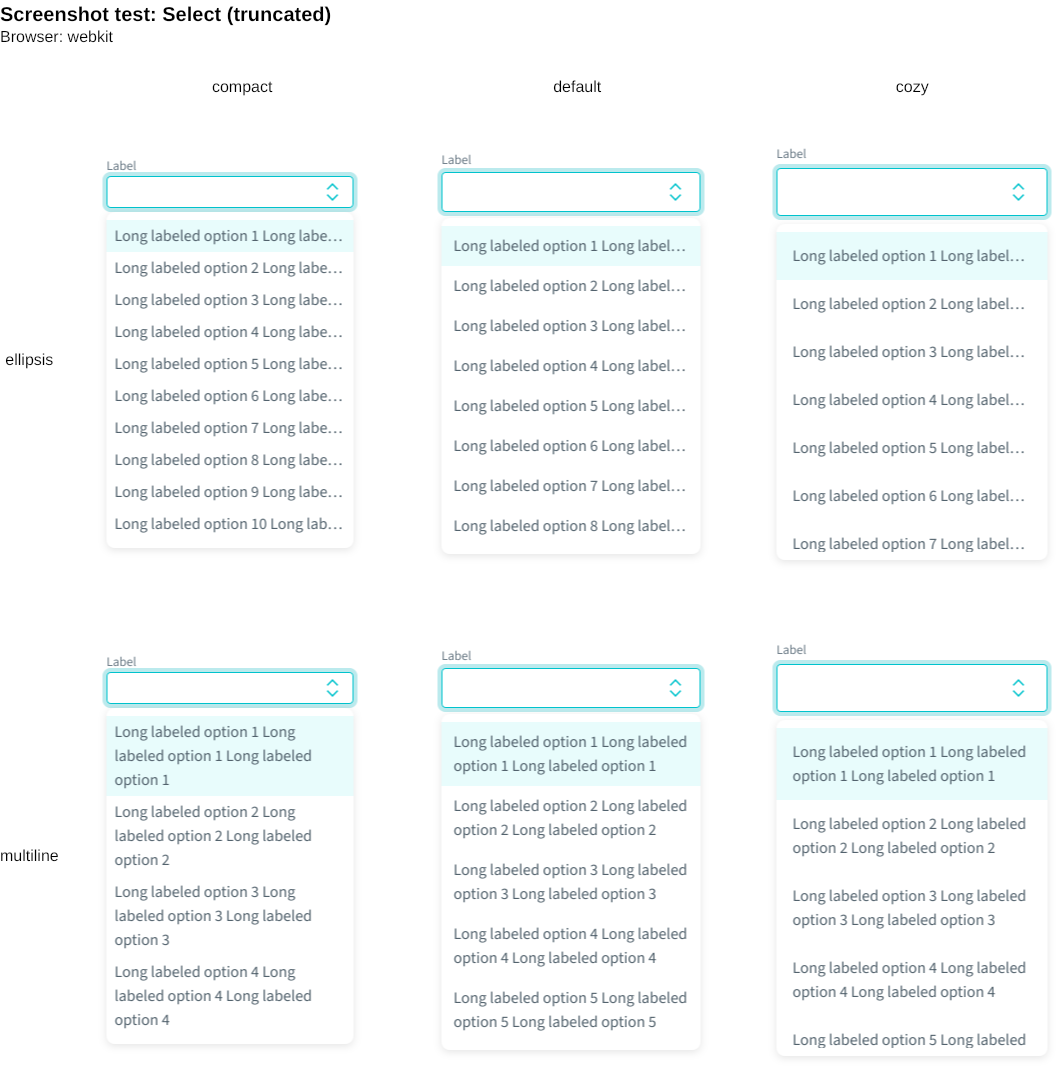 Screenshot test: Select (truncated)
Browser: webkit
compact
default
cozy
ellipsis
Label
Long labeled option 1 Long labe…
Long labeled option 2 Long labe…
Long labeled option 3 Long labe…
Long labeled option 4 Long labe…
Long labeled option 5 Long labe…
Long labeled option 6 Long labe…
Long labeled option 7 Long labe…
Long labeled option 8 Long labe…
Long labeled option 9 Long labe…
Long labeled option 10 Long lab…
Label
Long labeled option 1 Long label…
Long labeled option 2 Long label…
Long labeled option 3 Long label…
Long labeled option 4 Long label…
Long labeled option 5 Long label…
Long labeled option 6 Long label…
Long labeled option 7 Long label…
Long labeled option 8 Long label…
Label
Long labeled option 1 Long label…
Long labeled option 2 Long label…
Long labeled option 3 Long label…
Long labeled option 4 Long label…
Long labeled option 5 Long label…
Long labeled option 6 Long label…
Long labeled option 7 Long label…
multiline
Label
Long labeled option 1 Long
labeled option 1 Long labeled
option 1
Long labeled option 2 Long
labeled option 2 Long labeled
option 2
Long labeled option 3 Long
labeled option 3 Long labeled
option 3
Long labeled option 4 Long
labeled option 4 Long labeled
option 4
Label
Long labeled option 1 Long labeled
option 1 Long labeled option 1
Long labeled option 2 Long labeled
option 2 Long labeled option 2
Long labeled option 3 Long labeled
option 3 Long labeled option 3
Long labeled option 4 Long labeled
option 4 Long labeled option 4
Long labeled option 5 Long labeled
option 5 Long labeled option 5
Label
Long labeled option 1 Long labeled
option 1 Long labeled option 1
Long labeled option 2 Long labeled
option 2 Long labeled option 2
Long labeled option 3 Long labeled
option 3 Long labeled option 3
Long labeled option 4 Long labeled
option 4 Long labeled option 4
Long labeled option 5 Long labeled